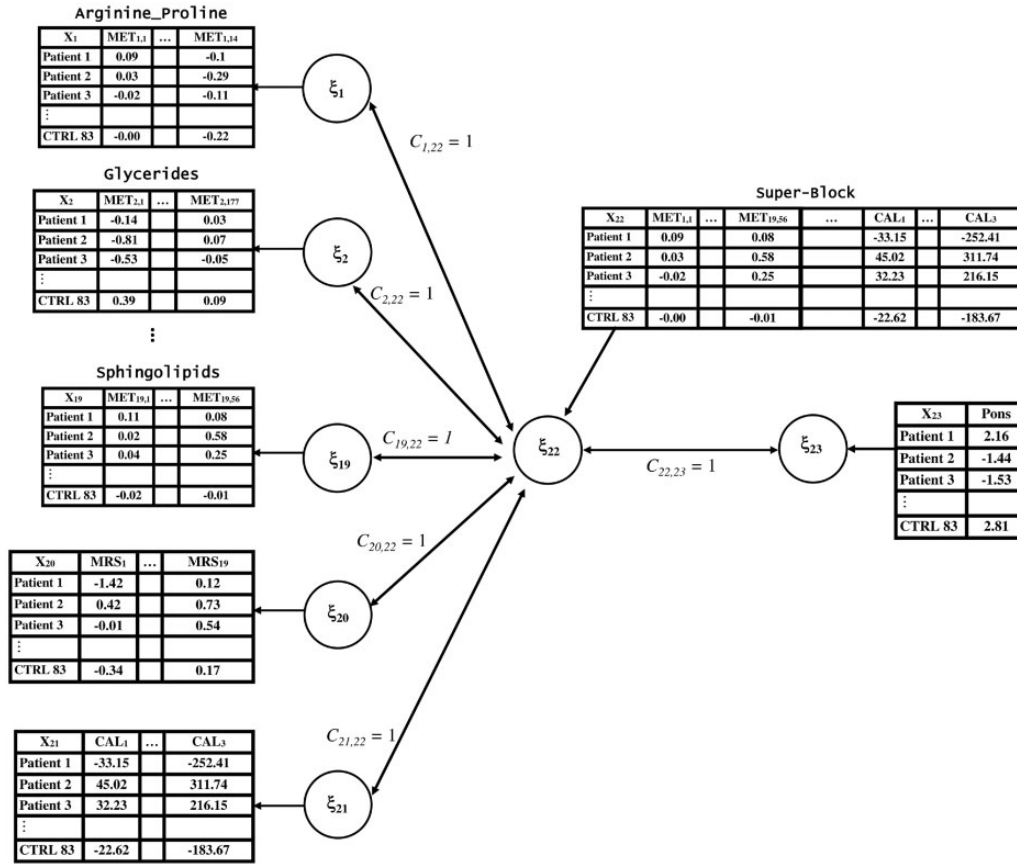 Arginine_Proline
X₁ MET₁,₁ ... MET₁,₁₄
Patient 1 0.09 -0.1
Patient 2 0.03 -0.29
Patient 3 -0.02 -0.11
⋮
CTRL 83 -0.00 -0.22
ξ₁
C₁,₂₂ = 1
Glycerides
X₂ MET₂,₁ ... MET₂,₁₇₇
Patient 1 -0.14 0.03
Patient 2 -0.81 0.07
Patient 3 -0.53 -0.05
⋮
CTRL 83 0.39 0.09
ξ₂
C₂,₂₂ = 1
⋮
Sphingolipids
X₁₉ MET₁₉,₁ ... MET₁₉,₅₆
Patient 1 0.11 0.08
Patient 2 0.02 0.58
Patient 3 0.04 0.25
⋮
CTRL 83 -0.02 -0.01
ξ₁₉
C₁₉,₂₂ = 1
X₂₀ MRS₁ ... MRS₁₉
Patient 1 -1.42 0.12
Patient 2 0.42 0.73
Patient 3 -0.01 0.54
⋮
CTRL 83 -0.34 0.17
ξ₂₀
C₂₀,₂₂ = 1
X₂₁ CAL₁ ... CAL₃
Patient 1 -33.15 -252.41
Patient 2 45.02 311.74
Patient 3 32.23 216.15
⋮
CTRL 83 -22.62 -183.67
ξ₂₁
C₂₁,₂₂ = 1
Super-Block
X₂₂ MET₁,₁ ... MET₁₉,₅₆ ... CAL₁ ... CAL₃
Patient 1 0.09 0.08 -33.15 -252.41
Patient 2 0.03 0.58 45.02 311.74
Patient 3 -0.02 0.25 32.23 216.15
⋮
CTRL 83 -0.00 -0.01 -22.62 -183.67
ξ₂₂
C₂₂,₂₃ = 1
ξ₂₃
X₂₃ Pons
Patient 1 2.16
Patient 2 -1.44
Patient 3 -1.53
⋮
CTRL 83 2.81